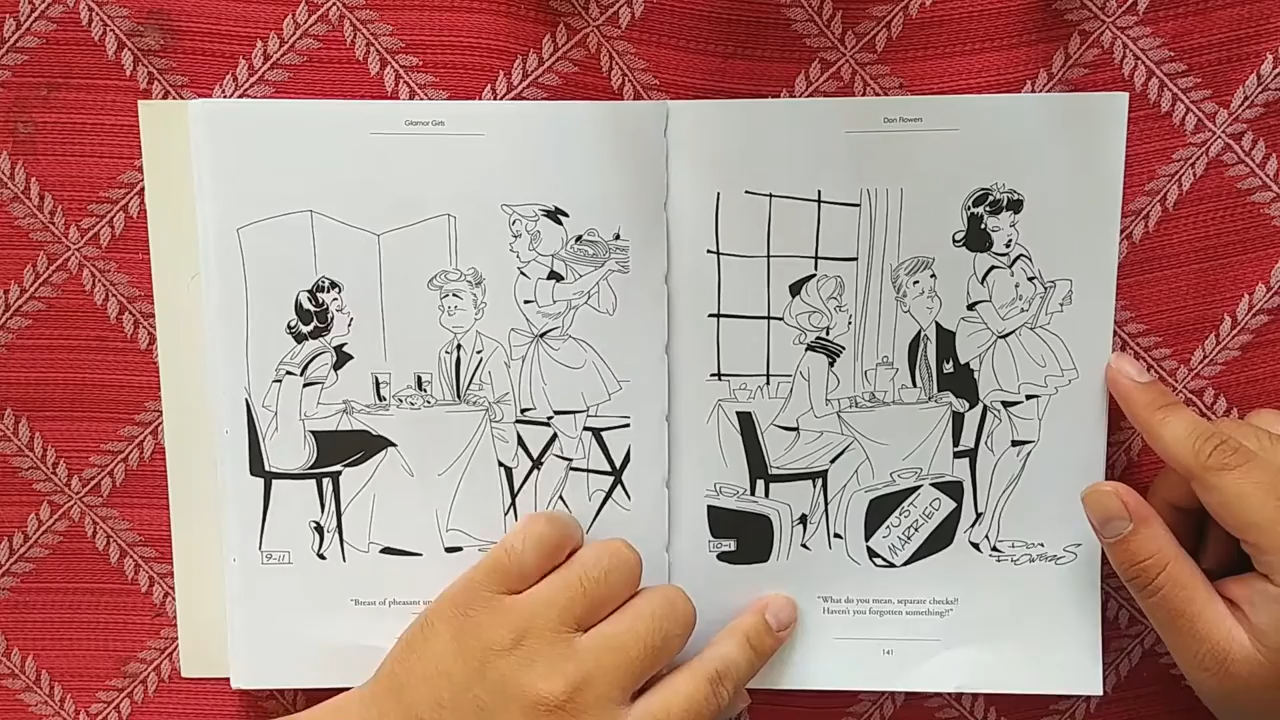 Glamor Girls
9-11
"Breast of pheasant
Don Flowers
JUST
MARRIED
10-1
DON
FLOWERS
"What do you mean, separate checks?!
Haven't you forgotten something?!"
141